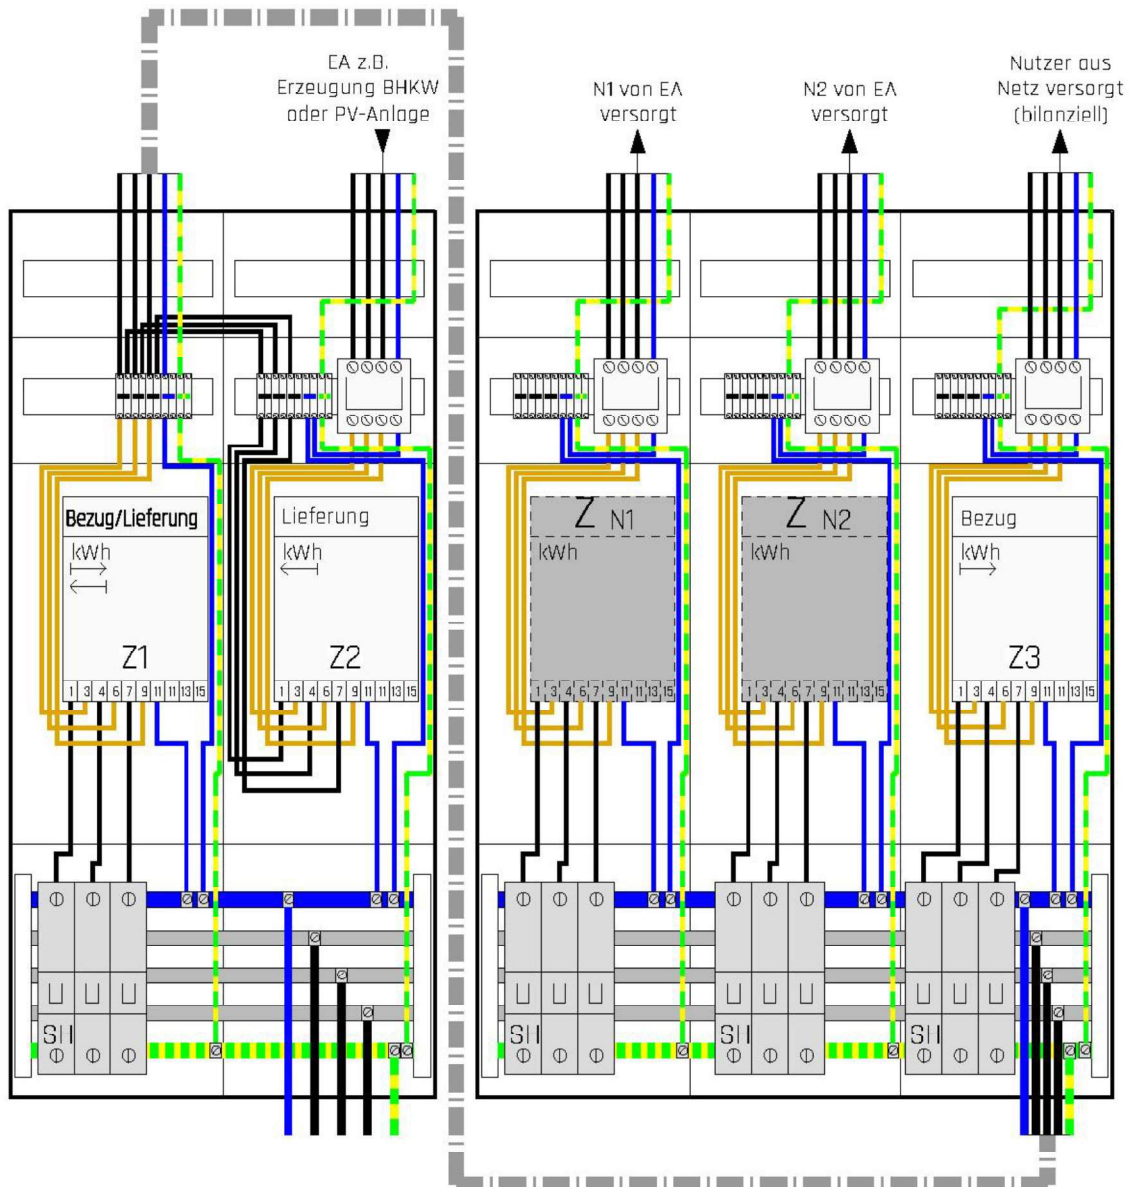 EA z.B.
Erzeugung BHKW
oder PV-Anlage
N1 von EA
versorgt
N2 von EA
versorgt
Nutzer aus
Netz versorgt
(bilanziell)
Bezug/Lieferung
kWh
Z1
1 3 4 6 7 9 11 11 13 15
Lieferung
kWh
Z2
1 3 4 6 7 9 11 11 13 15
Z N1
kWh
1 3 4 6 7 9 11 11 13 15
Z N2
kWh
1 3 4 6 7 9 11 11 13 15
Bezug
kWh
Z3
1 3 4 6 7 9 11 11 13 15
SH
SH
SH
SH